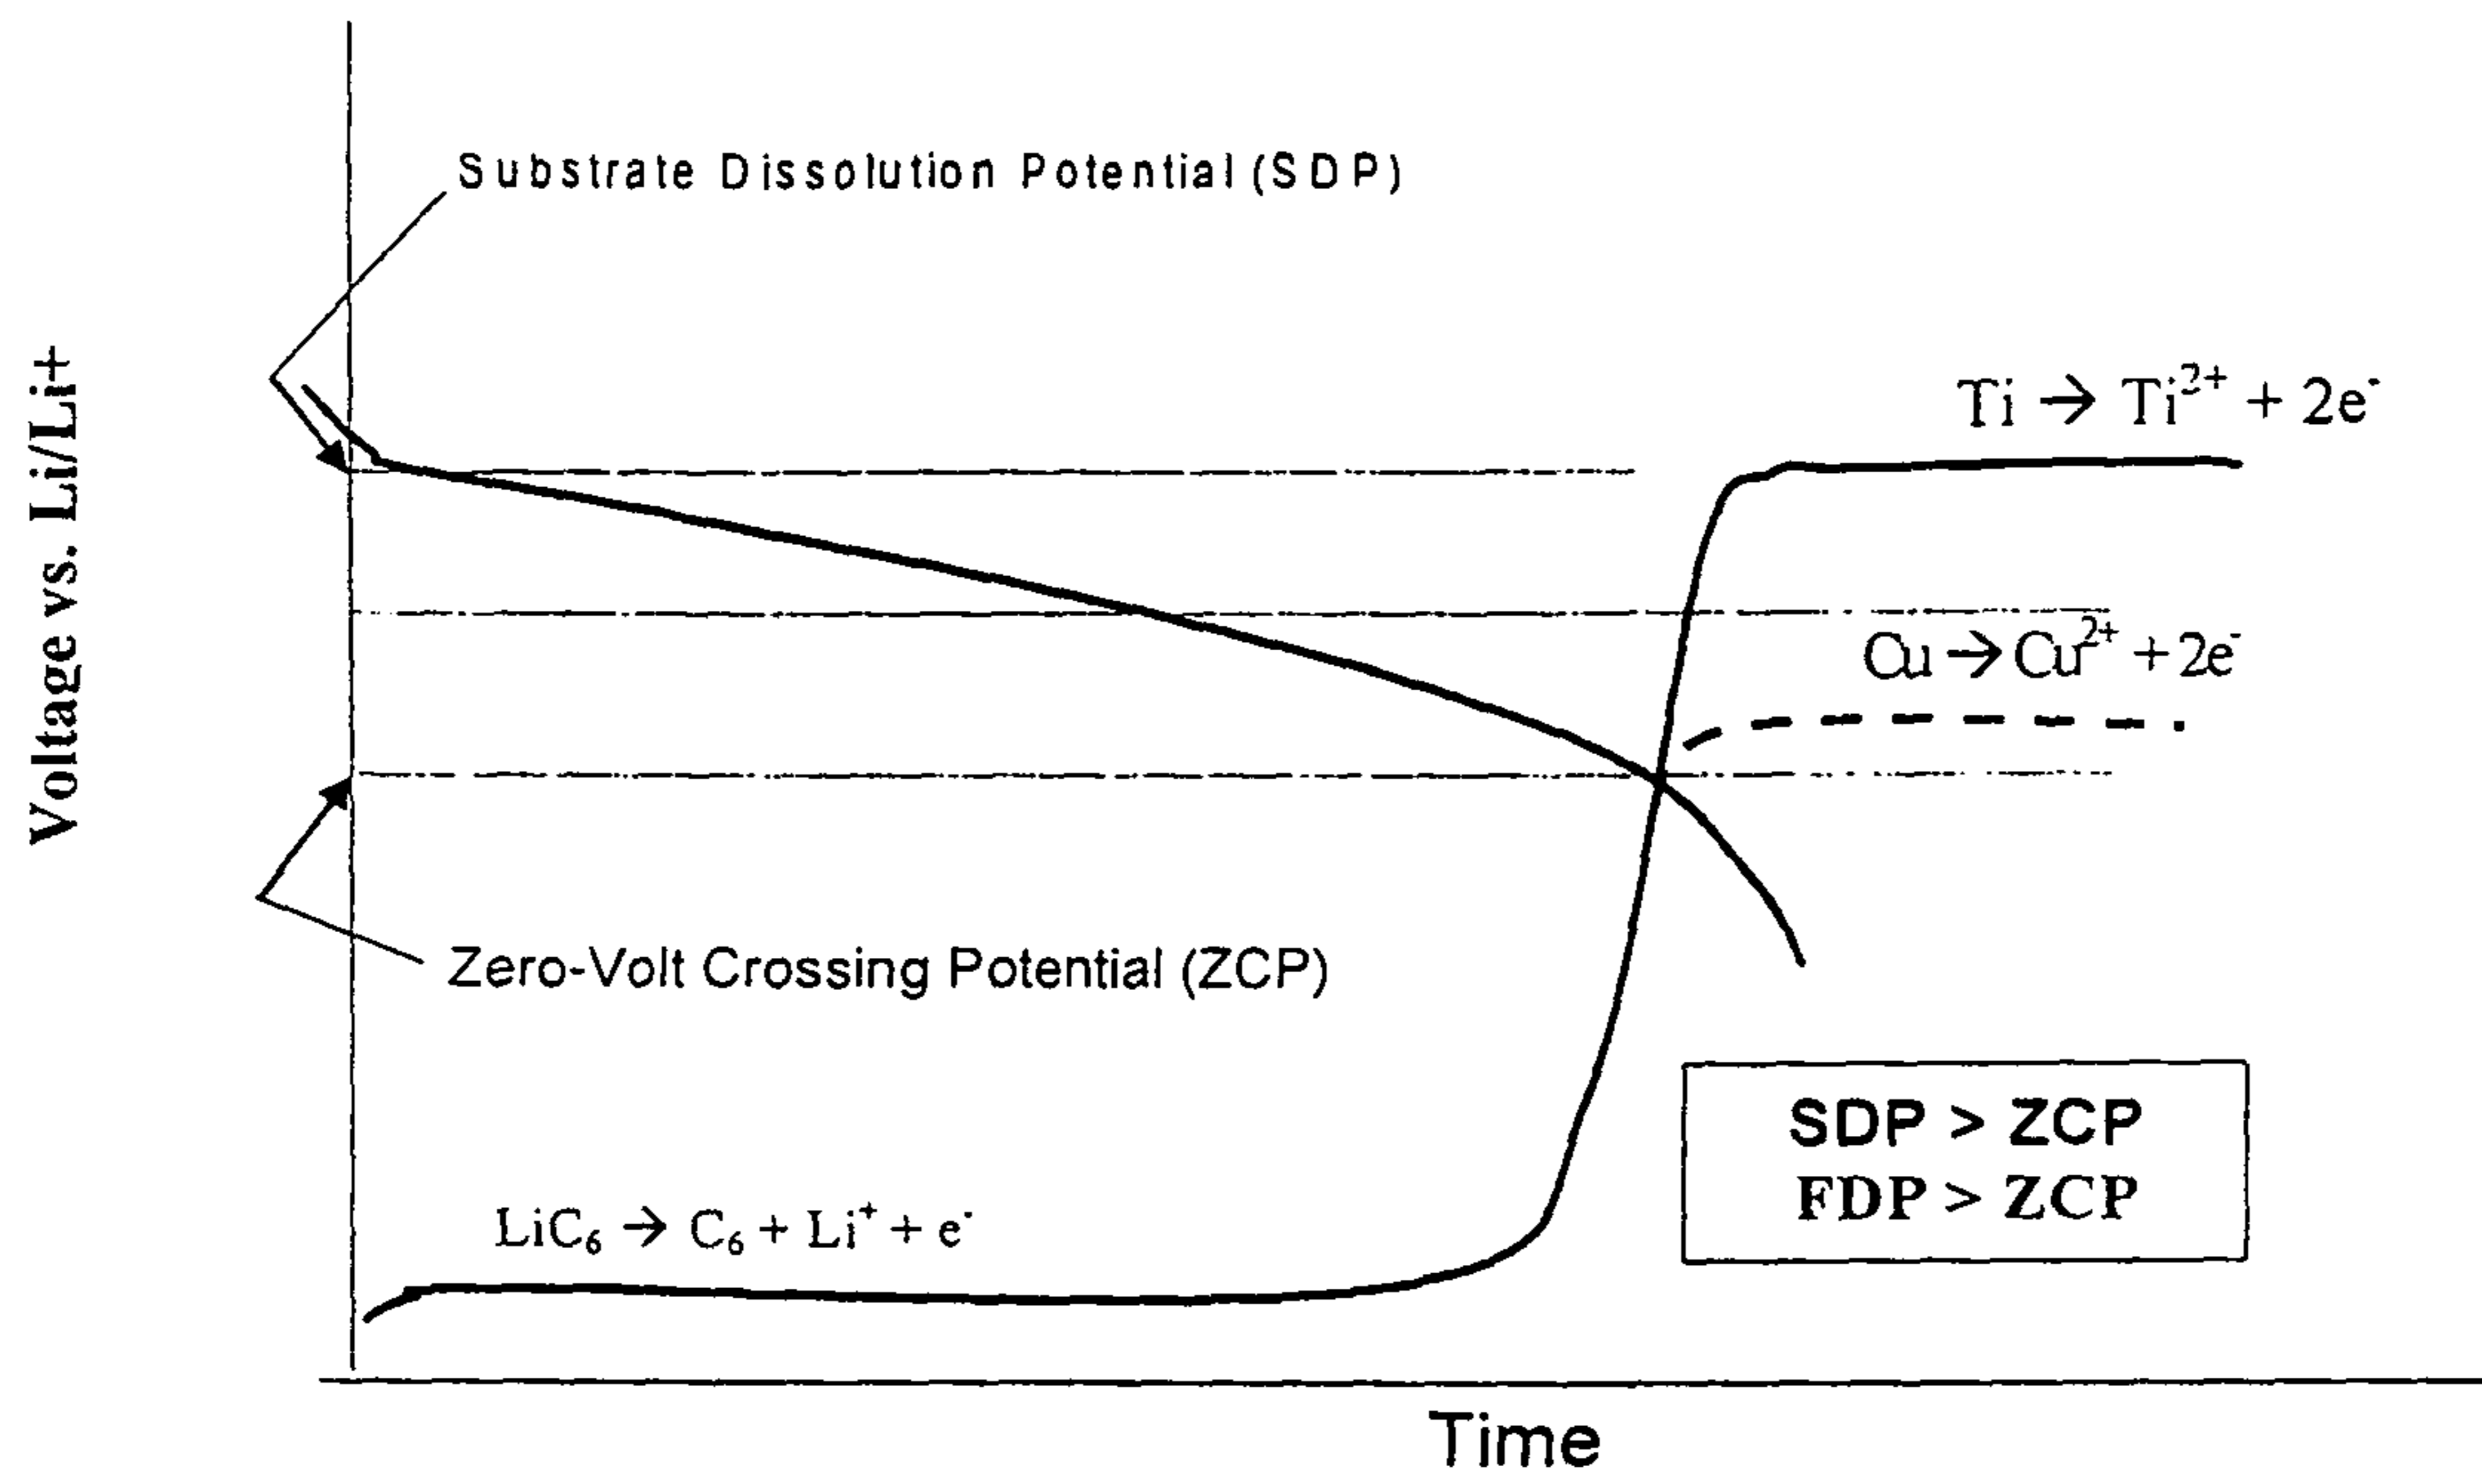 Substrate Dissolution Potential (SDP)
Voltage vs. Li/Li+
Ti → Ti²⁺ + 2e⁻
Cu → Cu²⁺ + 2e⁻
Zero-Volt Crossing Potential (ZCP)
SDP > ZCP
FDP > ZCP
LiC₆ → C₆ + Li⁺ + e⁻
Time